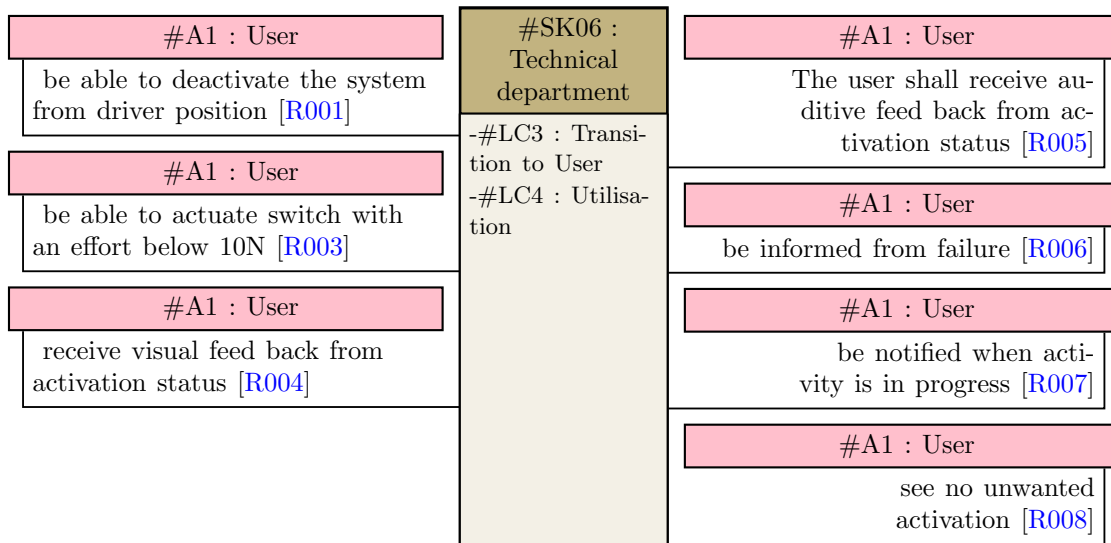 #A1 : User
be able to deactivate the system
from driver position [R001]
#A1 : User
be able to actuate switch with
an effort below 10N [R003]
#A1 : User
receive visual feed back from
activation status [R004]
#SK06 :
Technical
department
-#LC3 : Transi-
tion to User
-#LC4 : Utilisa-
tion
#A1 : User
The user shall receive au-
ditive feed back from ac-
tivation status [R005]
#A1 : User
be informed from failure [R006]
#A1 : User
be notified when acti-
vity is in progress [R007]
#A1 : User
see no unwanted
activation [R008]